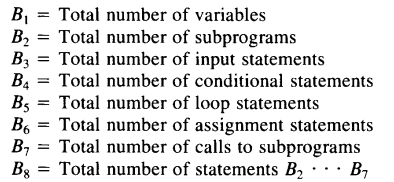 B₁ = Total number of variables
B₂ = Total number of subprograms
B₃ = Total number of input statements
B₄ = Total number of conditional statements
B₅ = Total number of loop statements
B₆ = Total number of assignment statements
B₇ = Total number of calls to subprograms
B₈ = Total number of statements B₂ · · · B₇